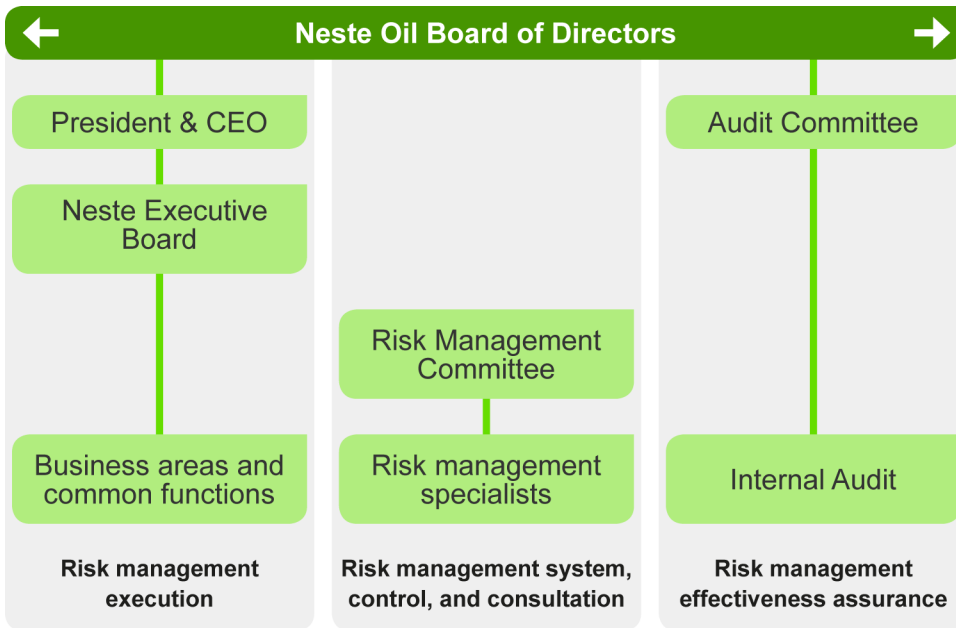 Neste Oil Board of Directors
President & CEO
Neste Executive
Board
Business areas and
common functions
Risk management
execution
Risk Management
Committee
Risk management
specialists
Risk management system,
control, and consultation
Audit Committee
Internal Audit
Risk management
effectiveness assurance